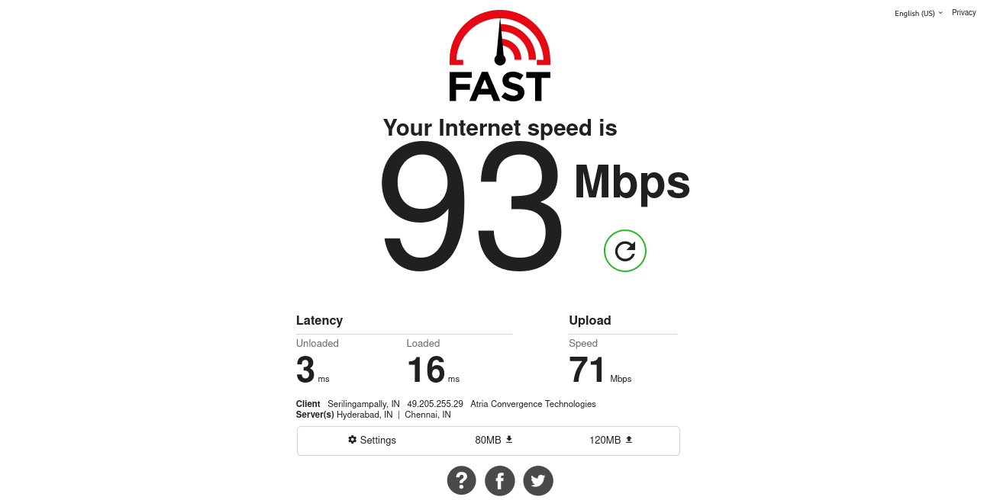 English (US) Privacy
FAST
Your Internet speed is
93 Mbps
Latency Upload
Unloaded Loaded Speed
3 ms 16 ms 71 Mbps
Client Serilingampally, IN 49.205.255.29 Atria Convergence Technologies
Server(s) Hyderabad, IN | Chennai, IN
Settings 80MB 120MB
?